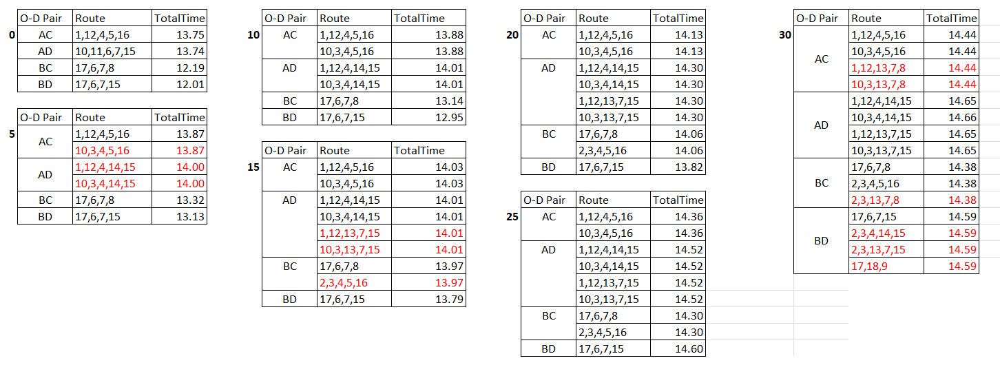 O-D Pair Route TotalTime
0 AC 1,12,4,5,16 13.75
AD 10,11,6,7,15 13.74
BC 17,6,7,8 12.19
BD 17,6,7,15 12.01
O-D Pair Route TotalTime
5 AC 1,12,4,5,16 13.87
10,3,4,5,16 13.87
AD 1,12,4,14,15 14.00
10,3,4,14,15 14.00
BC 17,6,7,8 13.32
BD 17,6,7,15 13.13
O-D Pair Route TotalTime
10 AC 1,12,4,5,16 13.88
10,3,4,5,16 13.88
AD 1,12,4,14,15 14.01
10,3,4,14,15 14.01
BC 17,6,7,8 13.14
BD 17,6,7,15 12.95
O-D Pair Route TotalTime
15 AC 1,12,4,5,16 14.03
10,3,4,5,16 14.03
AD 1,12,4,14,15 14.01
10,3,4,14,15 14.01
1,12,13,7,15 14.01
10,3,13,7,15 14.01
BC 17,6,7,8 13.97
2,3,4,5,16 13.97
BD 17,6,7,15 13.79
O-D Pair Route TotalTime
20 AC 1,12,4,5,16 14.13
10,3,4,5,16 14.13
AD 1,12,4,14,15 14.30
10,3,4,14,15 14.30
1,12,13,7,15 14.30
10,3,13,7,15 14.30
BC 17,6,7,8 14.06
2,3,4,5,16 14.06
BD 17,6,7,15 13.82
O-D Pair Route TotalTime
25 AC 1,12,4,5,16 14.36
10,3,4,5,16 14.36
AD 1,12,4,14,15 14.52
10,3,4,14,15 14.52
1,12,13,7,15 14.52
10,3,13,7,15 14.52
BC 17,6,7,8 14.30
2,3,4,5,16 14.30
BD 17,6,7,15 14.60
O-D Pair Route TotalTime
30 AC 1,12,4,5,16 14.44
10,3,4,5,16 14.44
1,12,13,7,8 14.44
10,3,13,7,8 14.44
AD 1,12,4,14,15 14.65
10,3,4,14,15 14.66
1,12,13,7,15 14.65
10,3,13,7,15 14.65
BC 17,6,7,8 14.38
2,3,4,5,16 14.38
2,3,13,7,8 14.38
BD 17,6,7,15 14.59
2,3,4,14,15 14.59
2,3,13,7,15 14.59
17,18,9 14.59